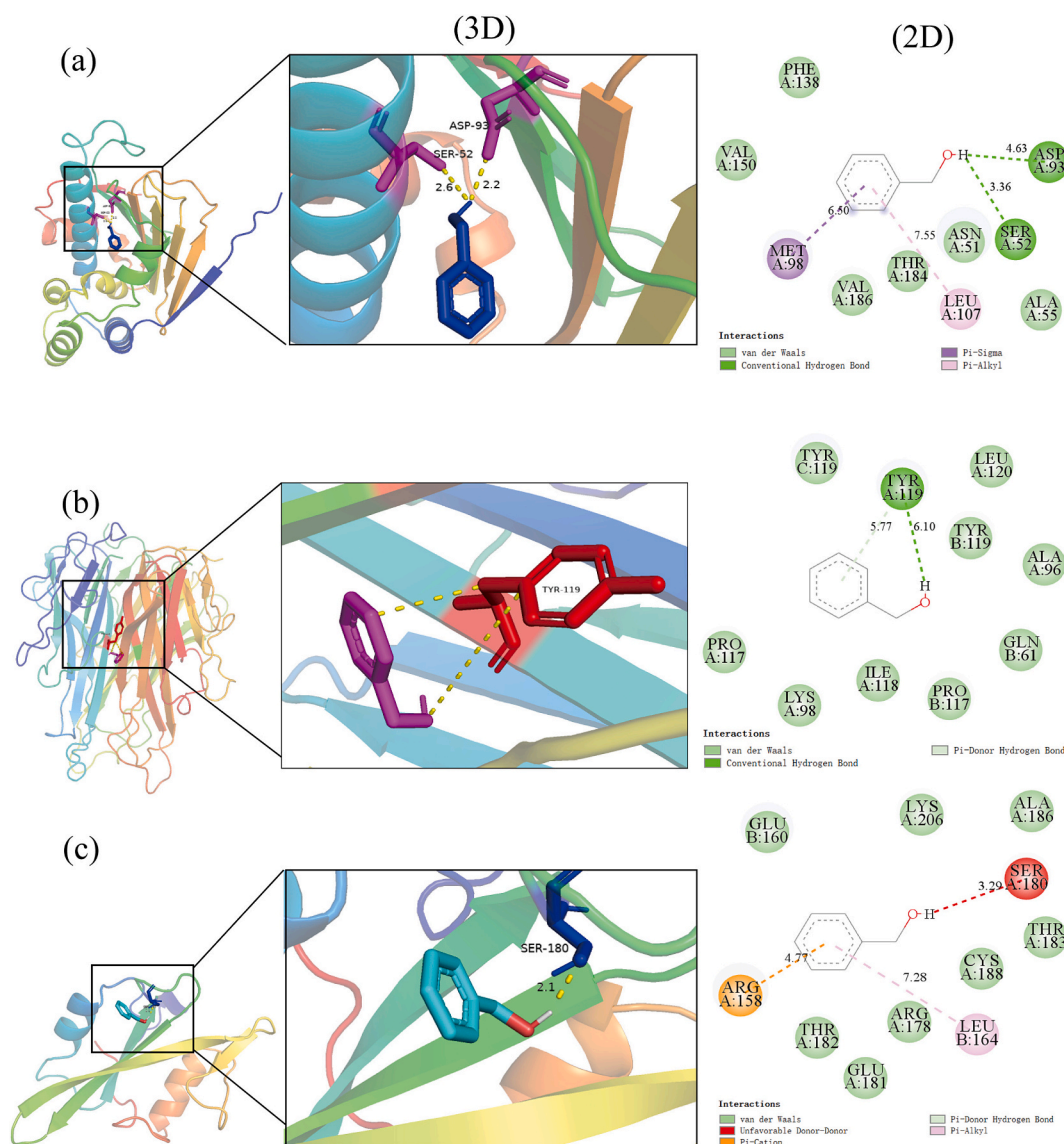 (3D)
(2D)
(a)
ASP-93
SER-52
2.6
2.2
PHE
A:138
VAL
A:150
H
O
4.63
ASP
A:93
3.36
6.50
7.55
ASN
A:51
SER
A:52
MET
A:98
THR
A:184
VAL
A:186
LEU
A:107
ALA
A:55
Interactions
van der Waals
Conventional Hydrogen Bond
Pi-Sigma
Pi-Alkyl
(b)
TYR-119
TYR
C:119
TYR
A:119
LEU
A:120
5.77
6.10
TYR
B:119
ALA
A:96
H
O
PRO
A:117
LYS
A:98
ILE
A:118
PRO
B:117
GLN
B:61
Interactions
van der Waals
Conventional Hydrogen Bond
Pi-Donor Hydrogen Bond
(c)
SER-180
2.1
GLU
B:160
LYS
A:206
ALA
A:186
SER
A:180
3.29
O
H
THR
A:183
4.77
7.28
CYS
A:188
ARG
A:158
ARG
A:178
LEU
B:164
THR
A:182
GLU
A:181
Interactions
van der Waals
Unfavorable Donor-Donor
Pi-Cation
Pi-Donor Hydrogen Bond
Pi-Alkyl